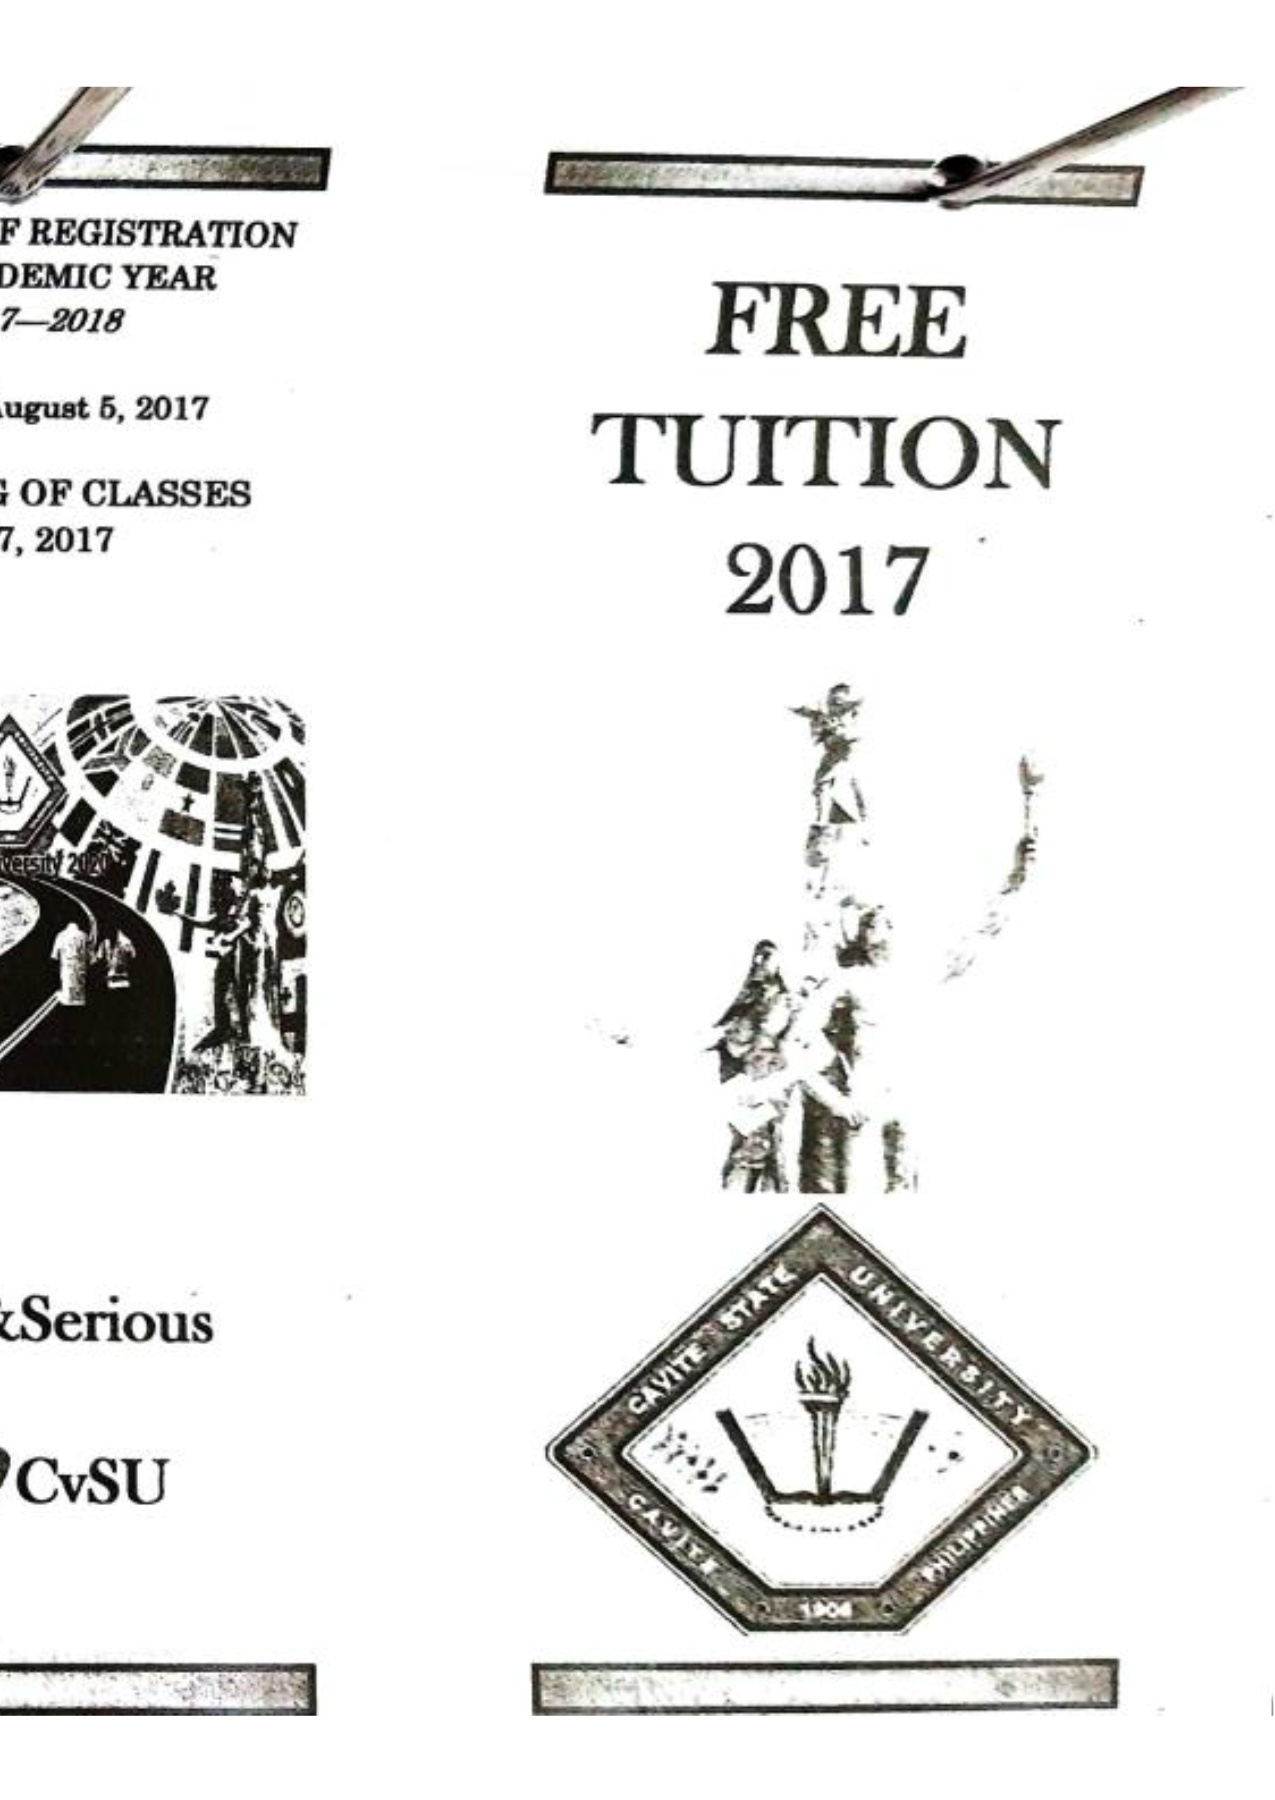 F REGISTRATION
DEMIC YEAR
7—2018
ugust 5, 2017
G OF CLASSES
7, 2017
versity 2020
&Serious
CvSU
FREE
TUITION
2017
CAVITE STATE UNIVERSITY
CAVITE
PHILIPPINES
1906